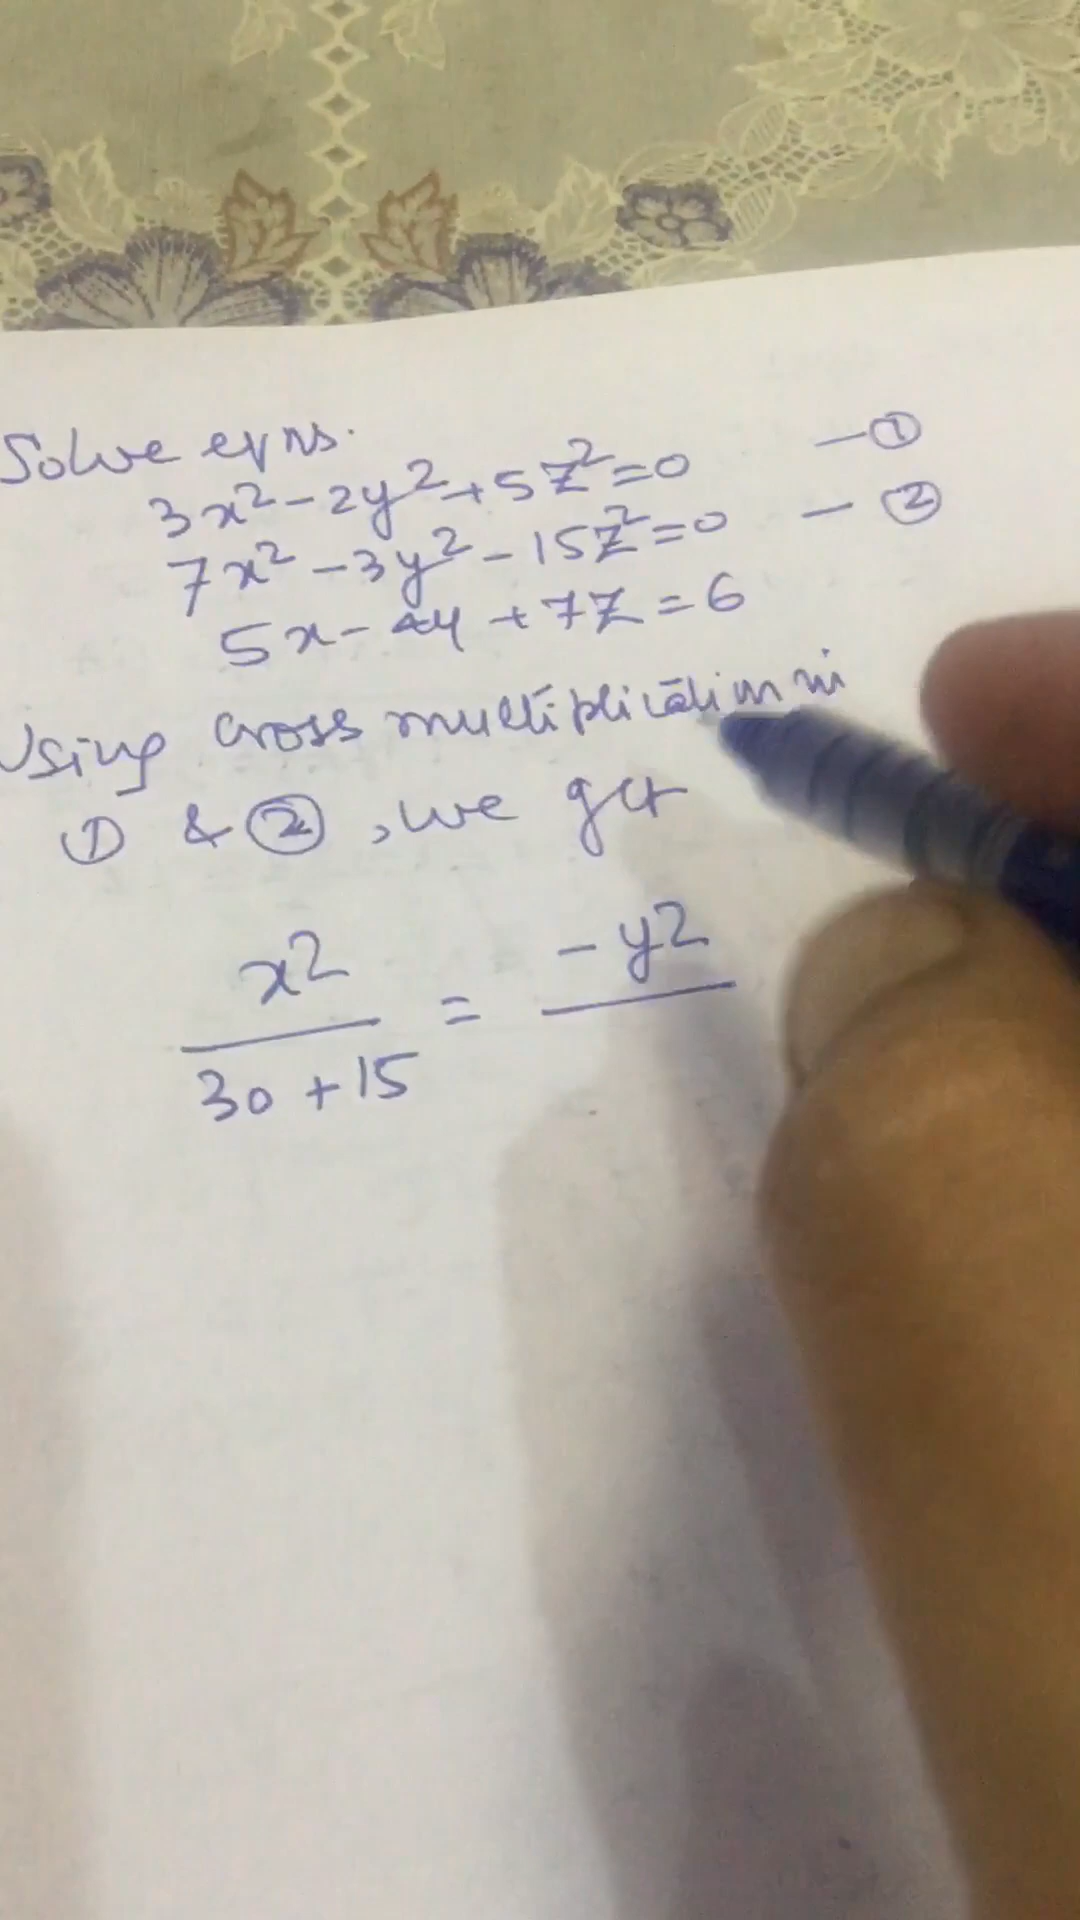 Solve eqns.
3x² - 2y² + 5z² = 0 — ①
7x² - 3y² - 15z² = 0 — ②
5x - 4y + 7z = 6
Using cross multiplication in
① & ②, we get
x² / 30 + 15 = - y²